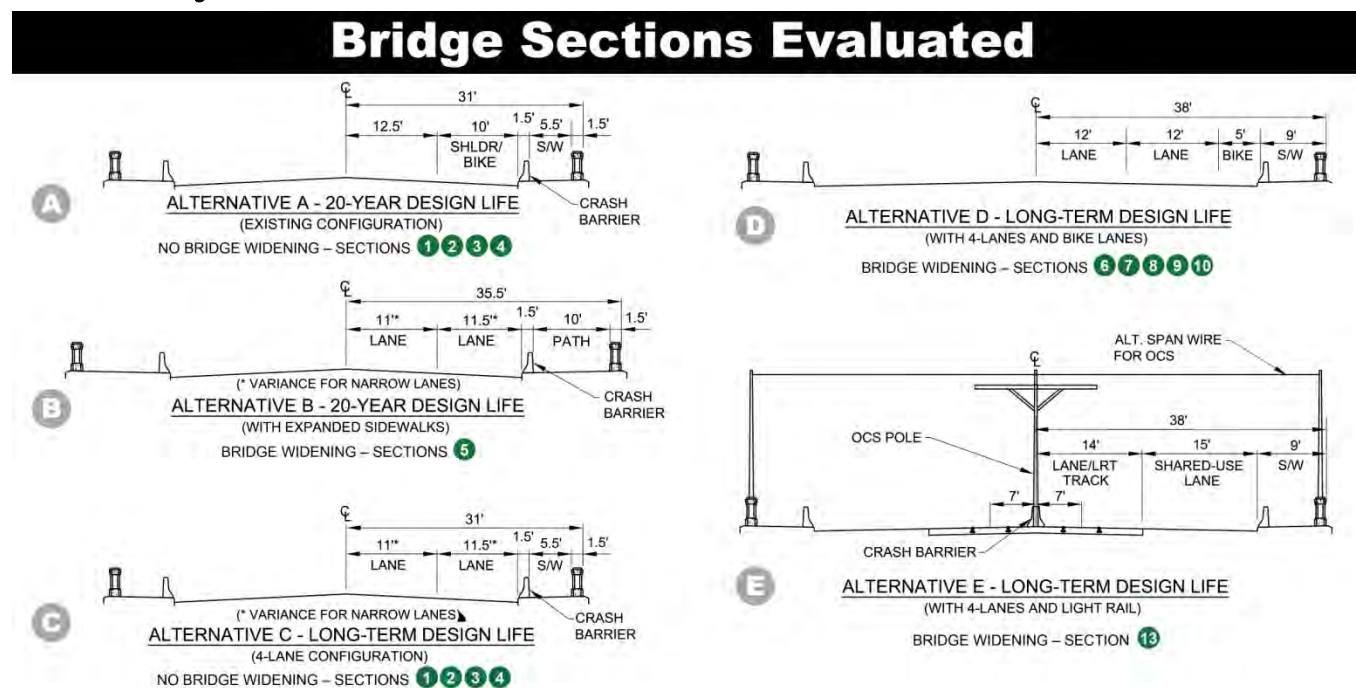 Bridge Sections Evaluated
A
℄
31'
12.5'
10'
1.5'
5.5'
1.5'
SHLDR/
BIKE
S/W
CRASH
BARRIER
ALTERNATIVE A - 20-YEAR DESIGN LIFE
(EXISTING CONFIGURATION)
NO BRIDGE WIDENING – SECTIONS 1 2 3 4
B
℄
35.5'
11'*
11.5'*
1.5'
10'
1.5'
LANE
LANE
PATH
CRASH
BARRIER
(* VARIANCE FOR NARROW LANES)
ALTERNATIVE B - 20-YEAR DESIGN LIFE
(WITH EXPANDED SIDEWALKS)
BRIDGE WIDENING – SECTIONS 5
C
℄
31'
11'*
11.5'*
1.5'
5.5'
1.5'
LANE
LANE
S/W
CRASH
BARRIER
(* VARIANCE FOR NARROW LANES)
ALTERNATIVE C - LONG-TERM DESIGN LIFE
(4-LANE CONFIGURATION)
NO BRIDGE WIDENING – SECTIONS 1 2 3 4
D
℄
38'
12'
12'
5'
9'
LANE
LANE
BIKE
S/W
ALTERNATIVE D - LONG-TERM DESIGN LIFE
(WITH 4-LANES AND BIKE LANES)
BRIDGE WIDENING – SECTIONS 6 7 8 9 10
E
ALT. SPAN WIRE
FOR OCS
℄
38'
OCS POLE
14'
15'
9'
LANE/LRT
TRACK
SHARED-USE
LANE
S/W
7'
7'
CRASH BARRIER
ALTERNATIVE E - LONG-TERM DESIGN LIFE
(WITH 4-LANES AND LIGHT RAIL)
BRIDGE WIDENING – SECTION 13